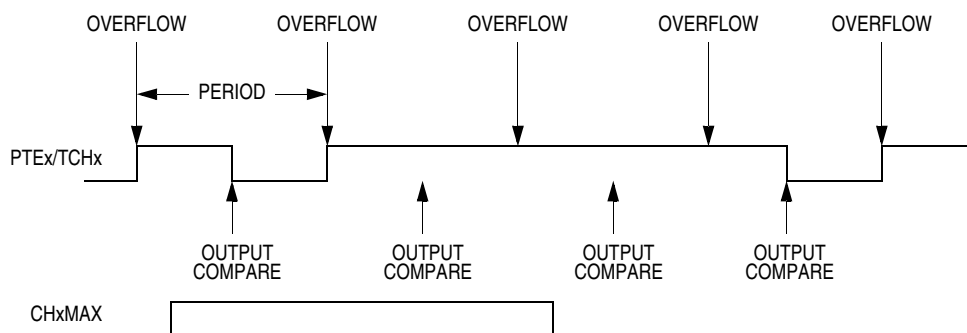 OVERFLOW OVERFLOW OVERFLOW OVERFLOW OVERFLOW
PERIOD
PTEx/TCHx
OUTPUT COMPARE
OUTPUT COMPARE
OUTPUT COMPARE
OUTPUT COMPARE
CHxMAX